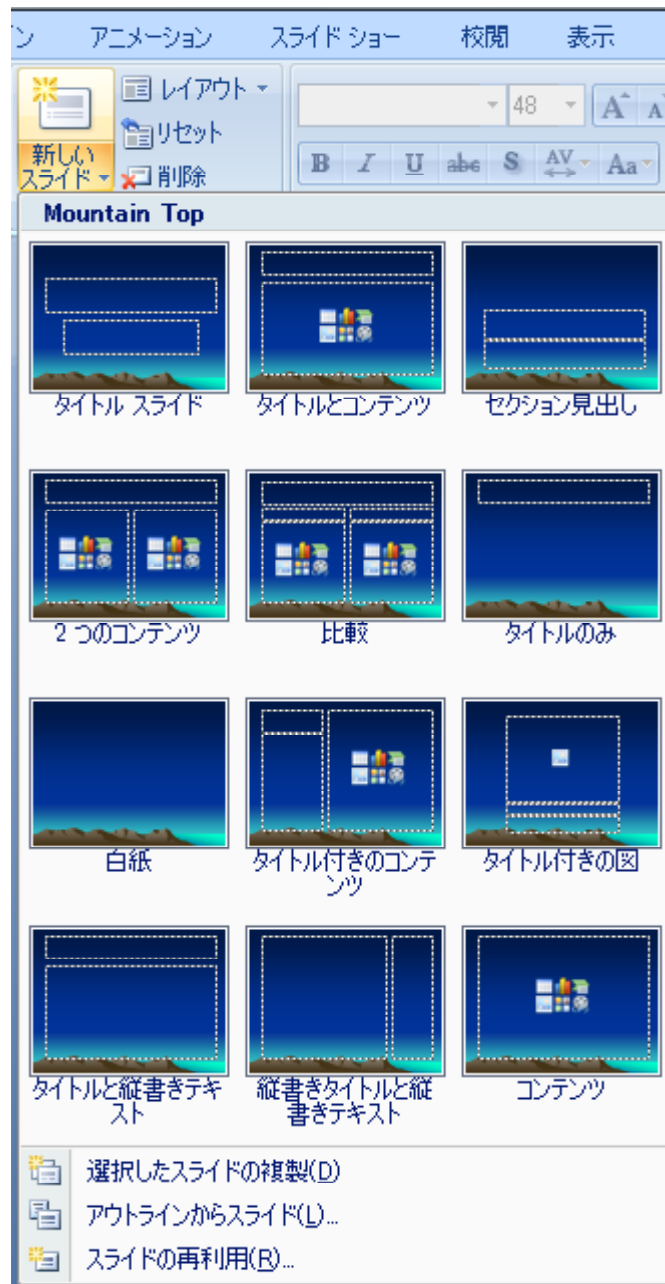 ン アニメーション スライド ショー 校閲 表示
レイアウト
48 A A
リセット
新しい
スライド
削除
B I U abc S AV Aa
Mountain Top
タイトル スライド タイトルとコンテンツ セクション見出し
2 つのコンテンツ 比較 タイトルのみ
白紙 タイトル付きのコンテ タイトル付きの図
ンツ
タイトルと縦書きテキ 縦書きタイトルと縦 コンテンツ
スト 書きテキスト
選択したスライドの複製(D)
アウトラインからスライド(L)...
スライドの再利用(R)...